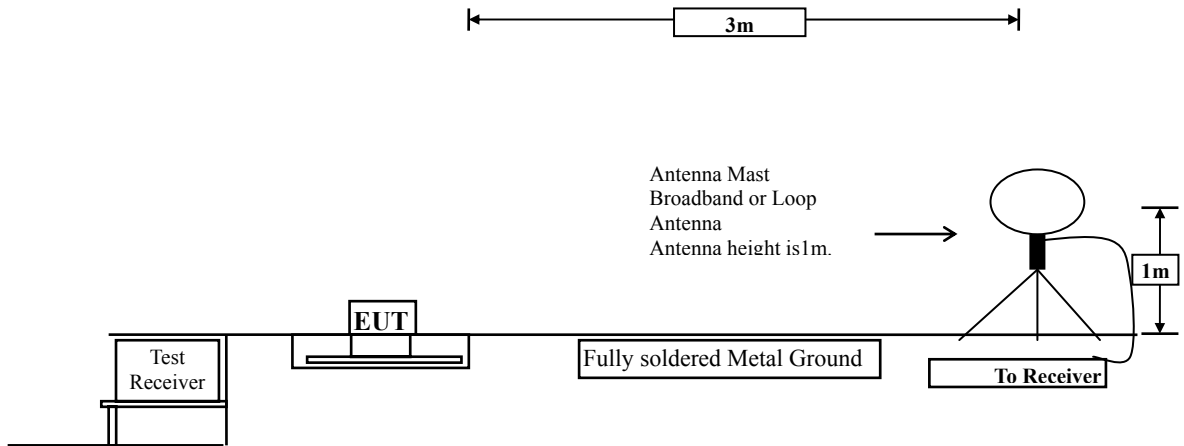 3m
Antenna Mast
Broadband or Loop
Antenna
Antenna height is1m.
1m
EUT
Test
Receiver
Fully soldered Metal Ground
To Receiver